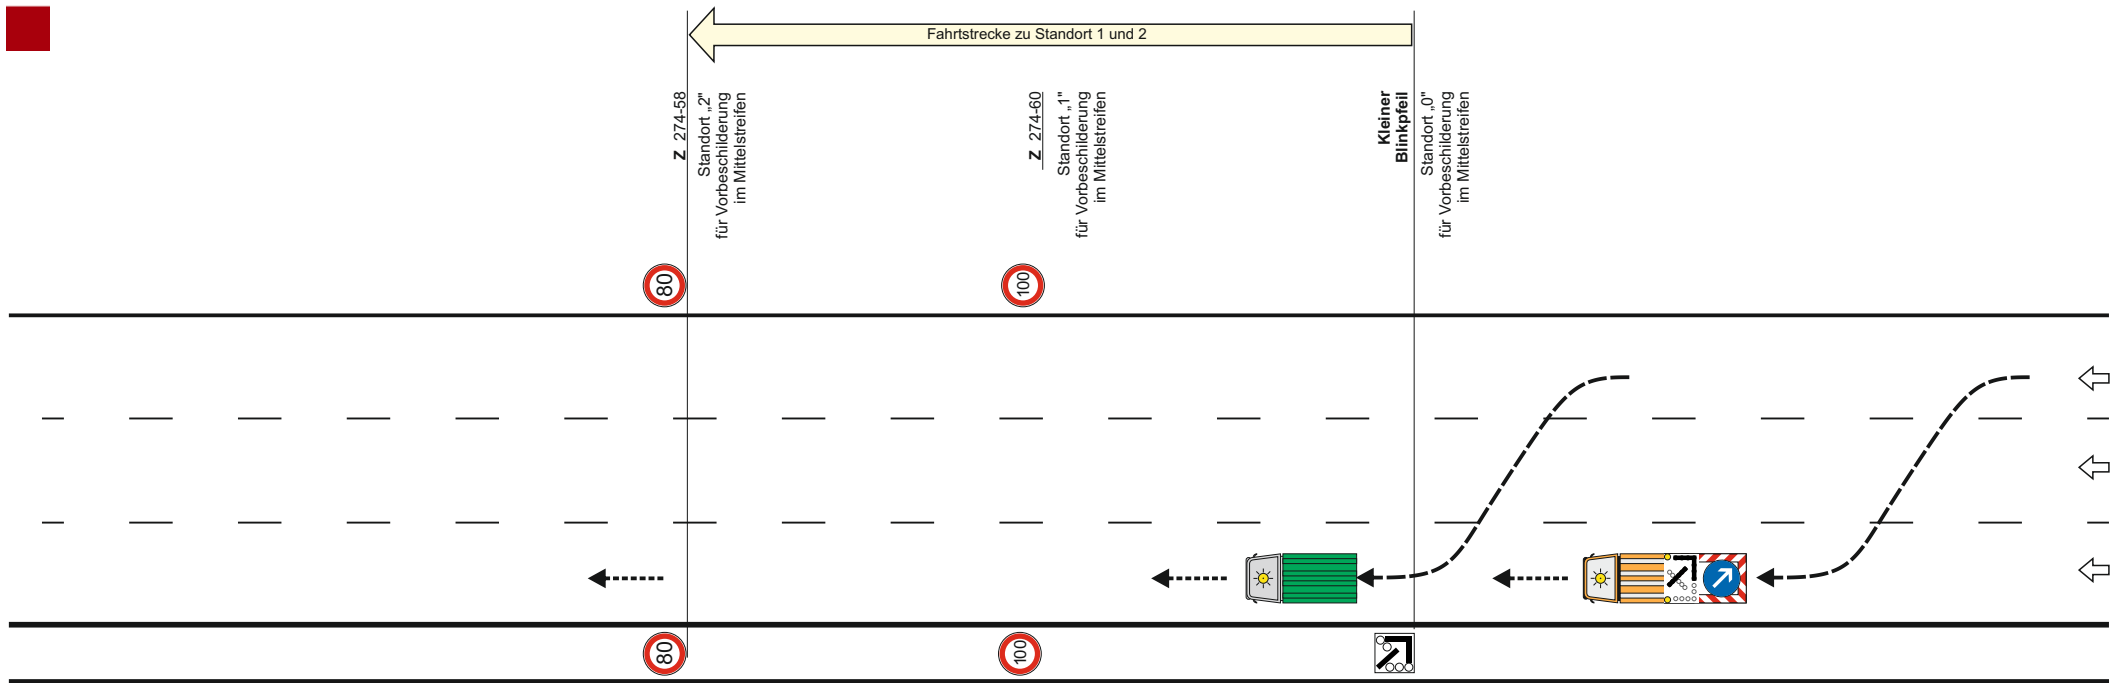 Fahrtstrecke zu Standort 1 und 2
Z 274-58
Standort „2"
für Vorbeschilderung
im Mittelstreifen
Z 274-60
Standort „1"
für Vorbeschilderung
im Mittelstreifen
Kleiner
Blinkpfeil
Standort „0"
für Vorbeschilderung
im Mittelstreifen
80
100
80
100